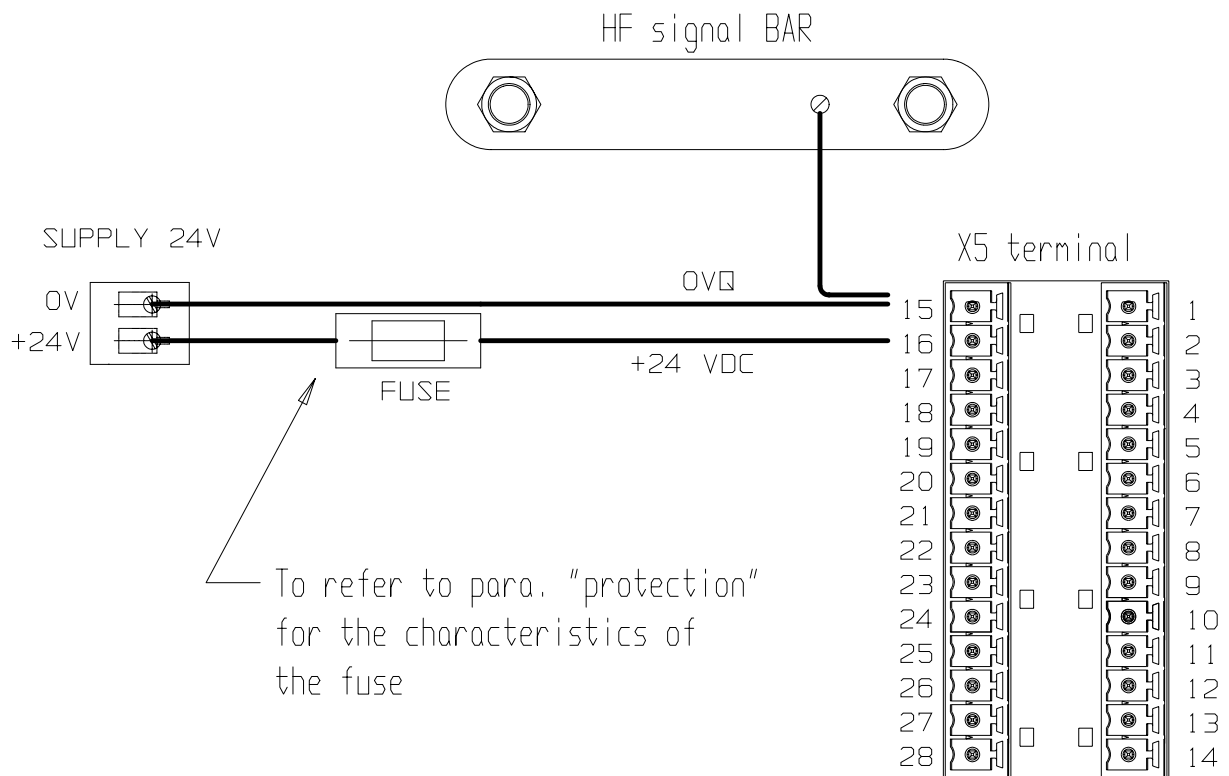 HF signal BAR
SUPPLY 24V
X5 terminal
0V
0VQ
+24V
+24 VDC
FUSE
To refer to para. "protection"
for the characteristics of
the fuse
15
16
17
18
19
20
21
22
23
24
25
26
27
28
1
2
3
4
5
6
7
8
9
10
11
12
13
14